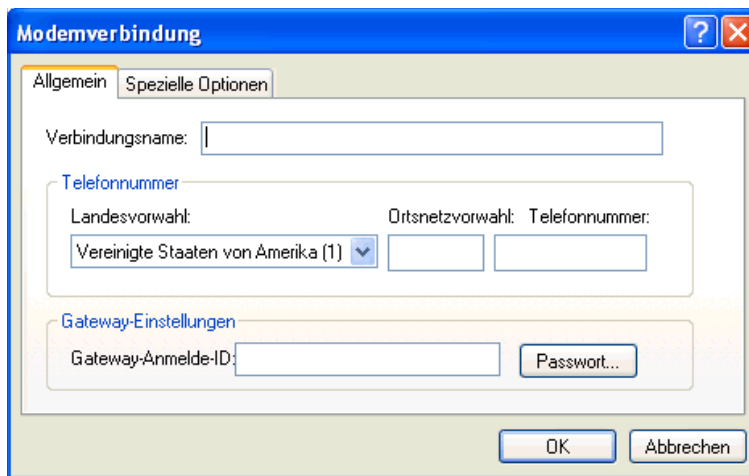 Modemverbindung
Allgemein Spezielle Optionen
Verbindungsname:
Telefonnummer
Landesvorwahl: Ortsnetzvorwahl: Telefonnummer:
Vereinigte Staaten von Amerika (1)
Gateway-Einstellungen
Gateway-Anmelde-ID: Passwort...
OK Abbrechen